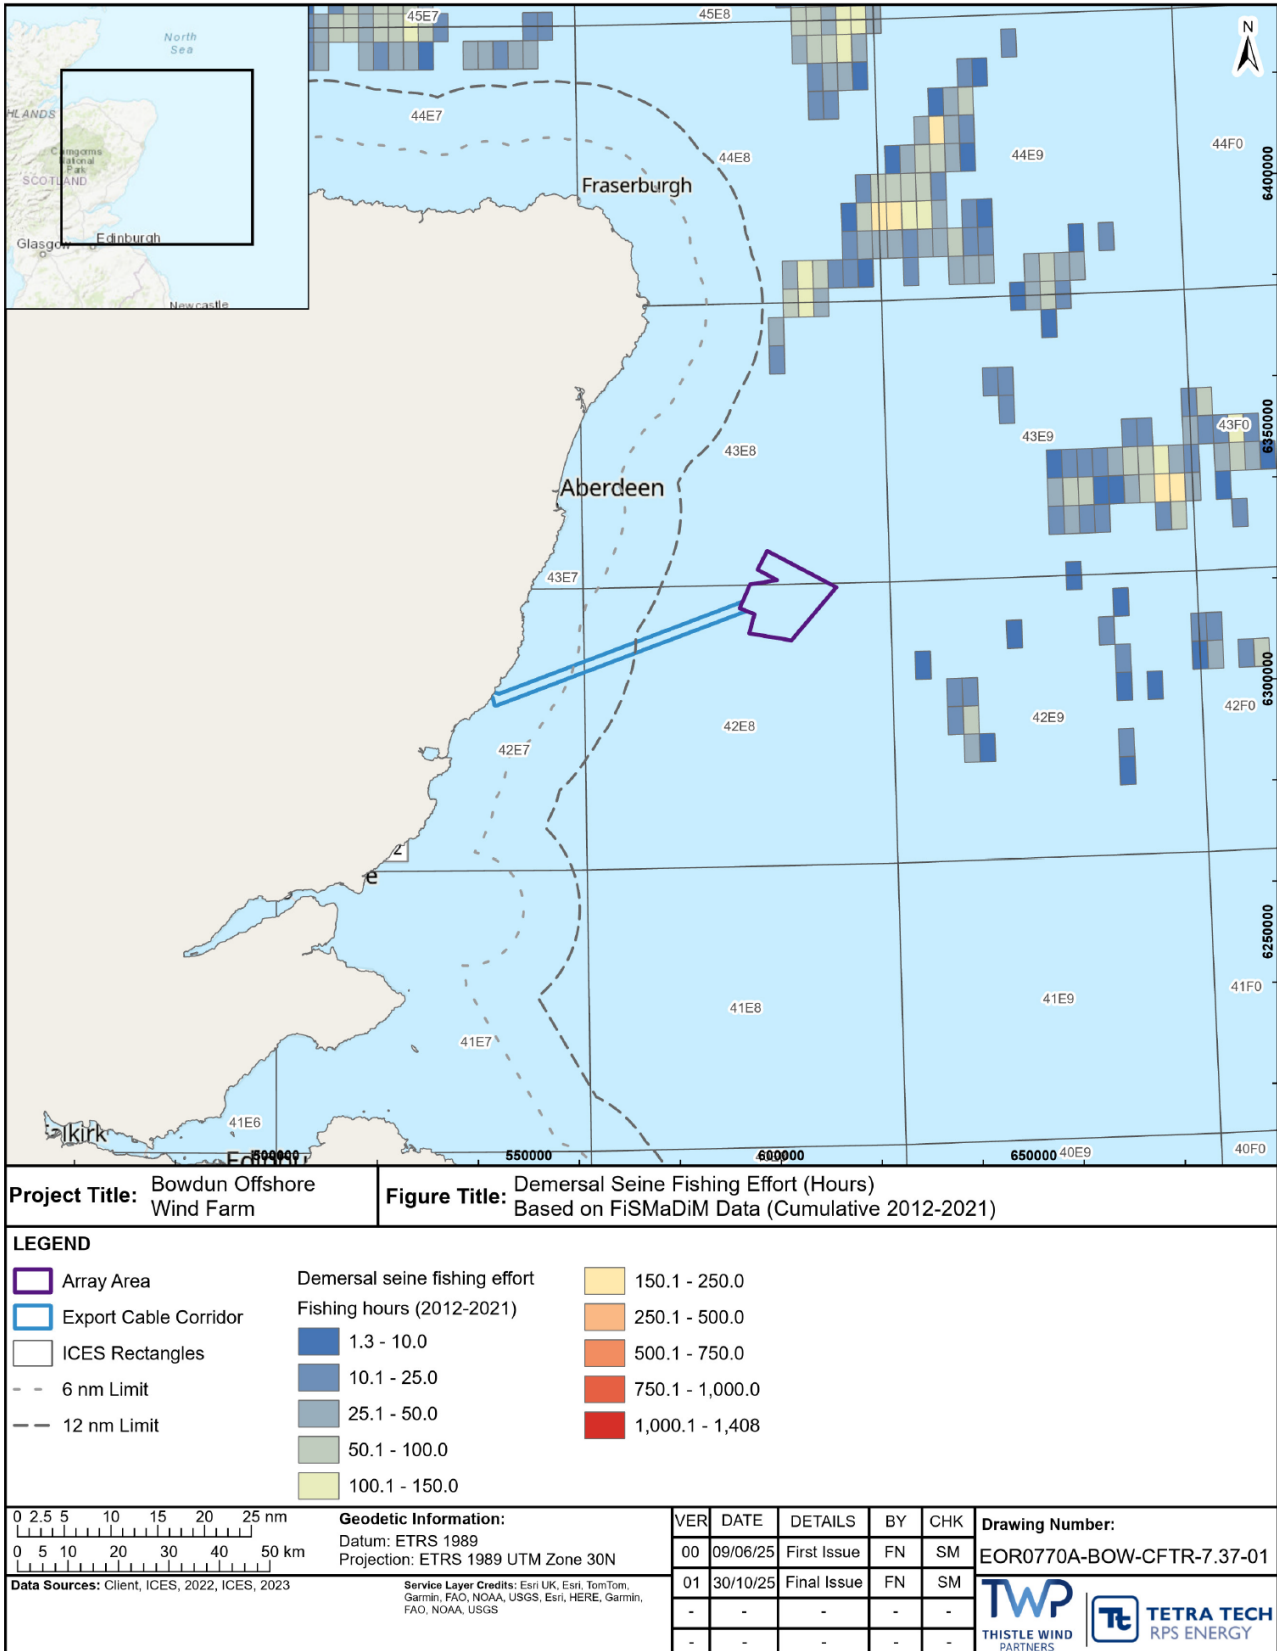 North
Sea
HLANDS
Cairngorms
National
Park
SCOTLAND
Glasgow
Edinburgh
Newcastle
45E7
45E8
N
44E7
44E8
44E9
44F0
Fraserburgh
6400000
43E8
43E9
43F0
6350000
Aberdeen
43E7
42E7
42E8
42E9
42F0
6300000
2
e
6250000
41E7
41E8
41E9
41F0
41E6
lkirk
500000
550000
600000
650000
40E9
40F0
Project Title: Bowdun Offshore
Wind Farm
Figure Title: Demersal Seine Fishing Effort (Hours)
Based on FiSMaDiM Data (Cumulative 2012-2021)
LEGEND
Array Area
Export Cable Corridor
ICES Rectangles
6 nm Limit
12 nm Limit
Demersal seine fishing effort
Fishing hours (2012-2021)
1.3 - 10.0
10.1 - 25.0
25.1 - 50.0
50.1 - 100.0
100.1 - 150.0
150.1 - 250.0
250.1 - 500.0
500.1 - 750.0
750.1 - 1,000.0
1,000.1 - 1,408
0 2.5 5 10 15 20 25 nm
0 5 10 20 30 40 50 km
Geodetic Information:
Datum: ETRS 1989
Projection: ETRS 1989 UTM Zone 30N
Data Sources: Client, ICES, 2022, ICES, 2023
Service Layer Credits: Esri UK, Esri, TomTom,
Garmin, FAO, NOAA, USGS, Esri, HERE, Garmin,
FAO, NOAA, USGS
VER DATE DETAILS BY CHK
00 09/06/25 First Issue FN SM
01 30/10/25 Final Issue FN SM
- - - - -
- - - - -
Drawing Number:
EOR0770A-BOW-CFTR-7.37-01
TWP
THISTLE WIND
PARTNERS
Tt
TETRA TECH
RPS ENERGY